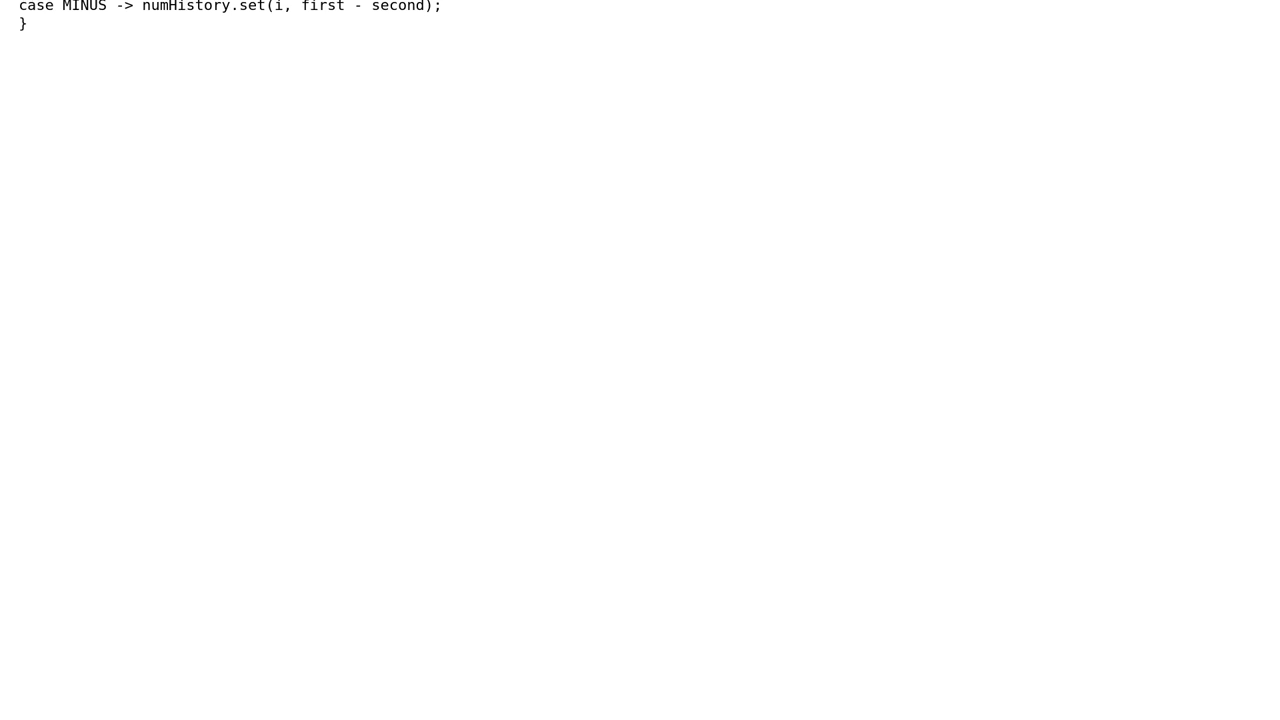 case MINUS -> numHistory.set(i, first - second);
}